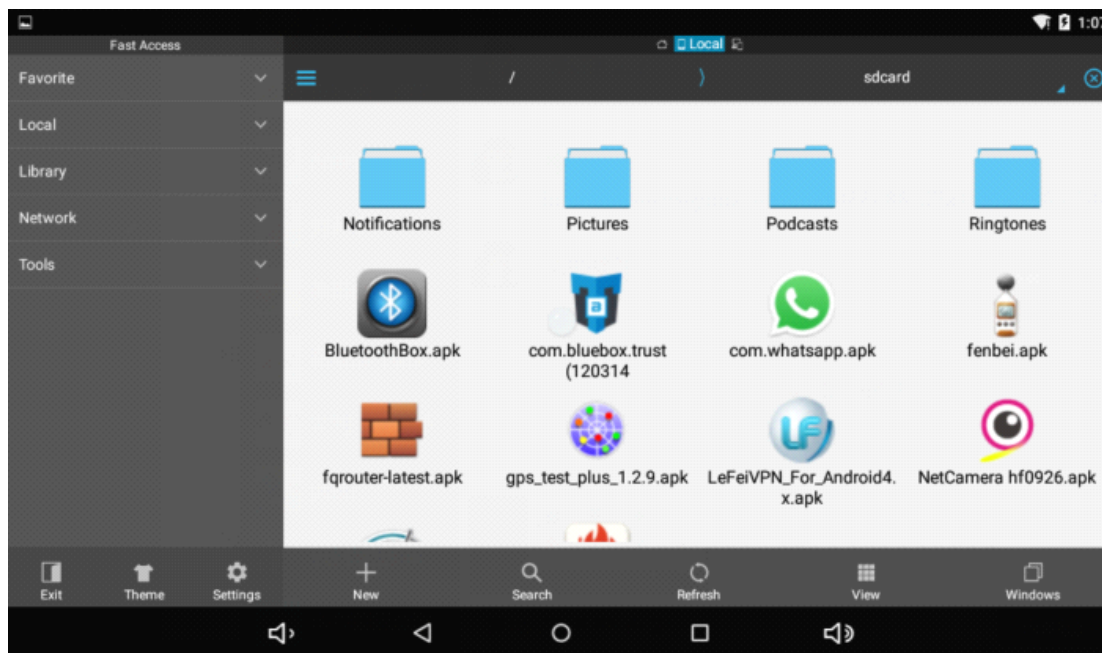 1:07
Fast Access
Local
Favorite
/
sdcard
Local
Library
Network
Tools
Notifications
Pictures
Podcasts
Ringtones
BluetoothBox.apk
com.bluebox.trust
(120314
com.whatsapp.apk
fenbei.apk
a
fqrouter-latest.apk
gps_test_plus_1.2.9.apk
LF
LeFeiVPN_For_Android4.
x.apk
NetCamera hf0926.apk
Exit
Theme
Settings
New
Search
Refresh
View
Windows